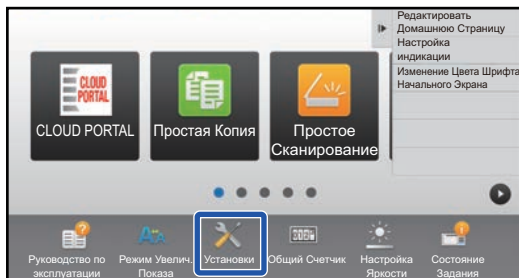 Редактировать
Домашнюю Страницу
Настройка
индикации
Изменение Цвета Шрифта
Начального Экрана
CLOUD
PORTAL
CLOUD PORTAL
Простая Копия
Простое
Сканирование
Руководство по
эксплуатации
Режим Увелич.
Показа
Установки
Общий Счетчик
Настройка
Яркости
Состояние
Задания